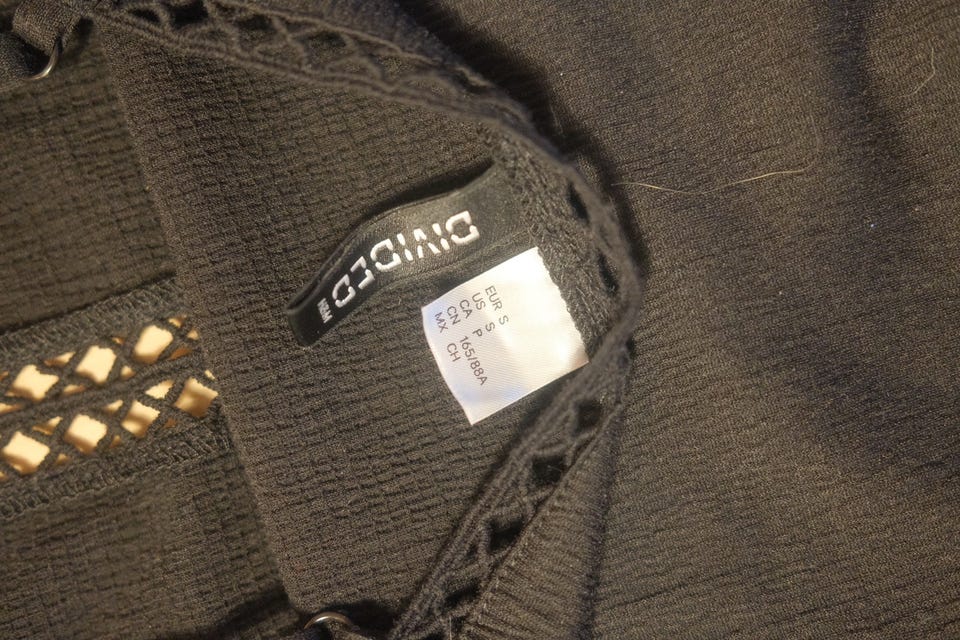 DIVIDED
H&M
EUR S
US S
CA P
CN 165/88A
MX CH